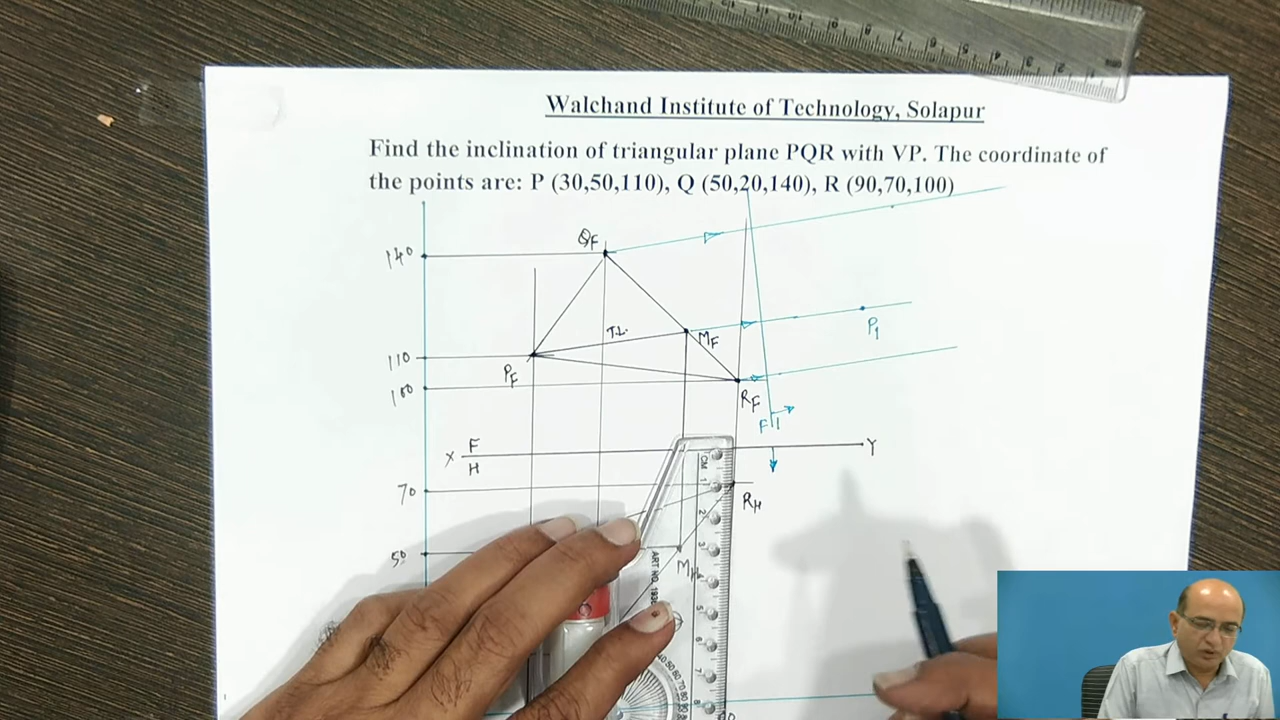 Walchand Institute of Technology, Solapur
Find the inclination of triangular plane PQR with VP. The coordinate of
the points are: P (30,50,110), Q (50,20,140), R (90,70,100)
QF
140
T.L.
MF
P1
110
PF
100
RF
F 1
X F
H
Y
70
RH
50
MH